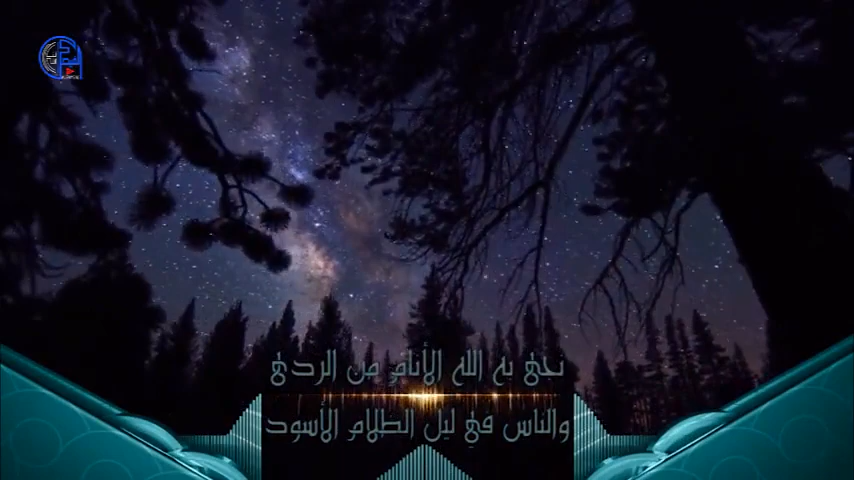 نجى به الله الأنام من الردى
والناس في ليل الظلام الأسود